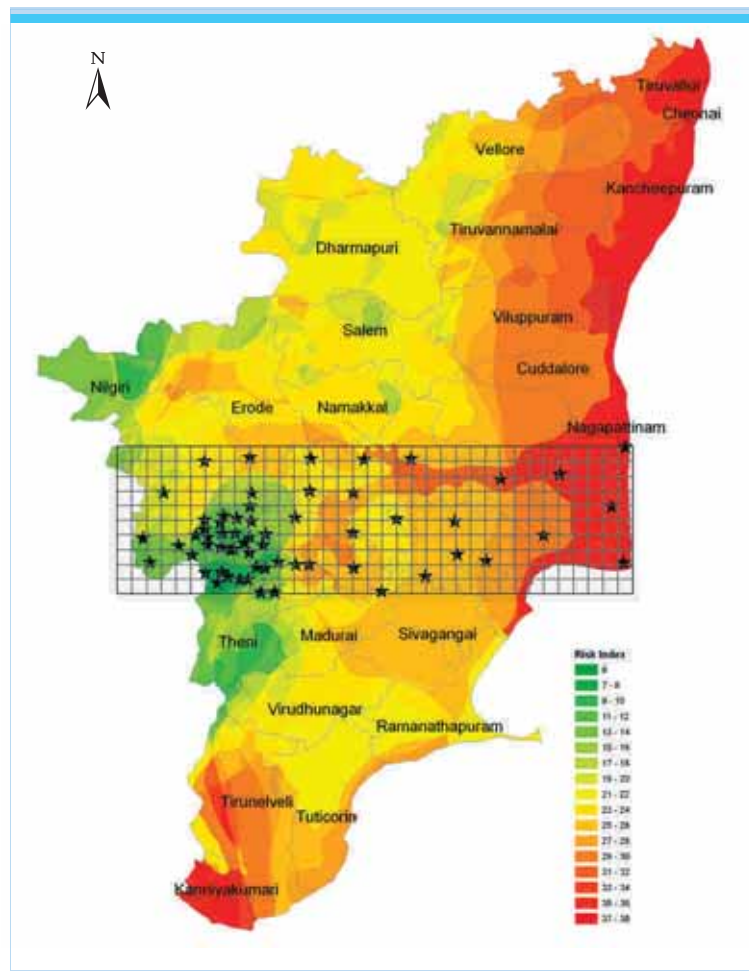 N
Tiruvallur
Chennai
Vellore
Kancheepuram
Tiruvannamalai
Dharmapuri
Viluppuram
Salem
Cuddalore
Nilgiri
Erode
Namakkal
Nagapattinam
Theni
Madurai
Sivagangai
Virudhunagar
Ramanathapuram
Tirunelveli
Tuticorin
Kanniyakumari
Risk Index
6
7 - 8
9 - 10
11 - 12
13 - 14
15 - 16
17 - 18
19 - 20
21 - 22
23 - 24
25 - 26
27 - 28
29 - 30
31 - 32
33 - 34
35 - 36
37 - 38